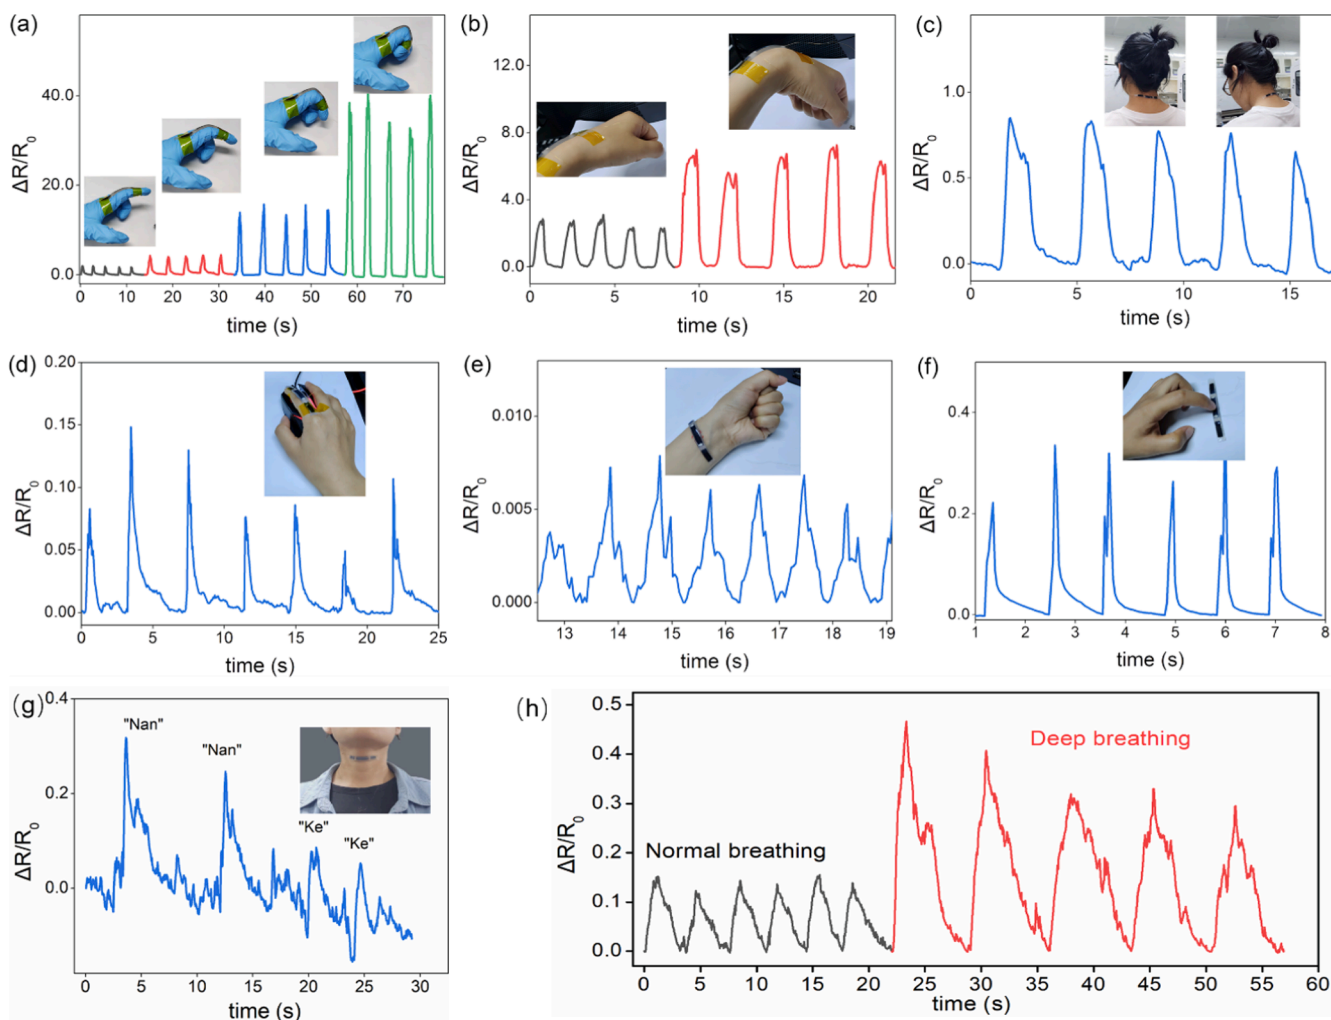 (a)
40.0
20.0
0.0
ΔR/R0
0 10 20 30 40 50 60 70
time (s)
(b)
12.0
8.0
4.0
0.0
ΔR/R0
0 5 10 15 20
time (s)
(c)
1.0
0.5
0.0
ΔR/R0
0 5 10 15
time (s)
(d)
0.20
0.15
0.10
0.05
0.00
ΔR/R0
0 5 10 15 20 25
time (s)
(e)
0.010
0.005
0.000
ΔR/R0
13 14 15 16 17 18 19
time (s)
(f)
0.4
0.2
0.0
ΔR/R0
1 2 3 4 5 6 7 8
time (s)
(g)
"Nan"
"Nan"
"Ke"
"Ke"
0.4
0.2
0.0
ΔR/R0
0 5 10 15 20 25 30
time (s)
(h)
Deep breathing
Normal breathing
0.5
0.4
0.3
0.2
0.1
0.0
ΔR/R0
0 5 10 15 20 25 30 35 40 45 50 55 60
time (s)